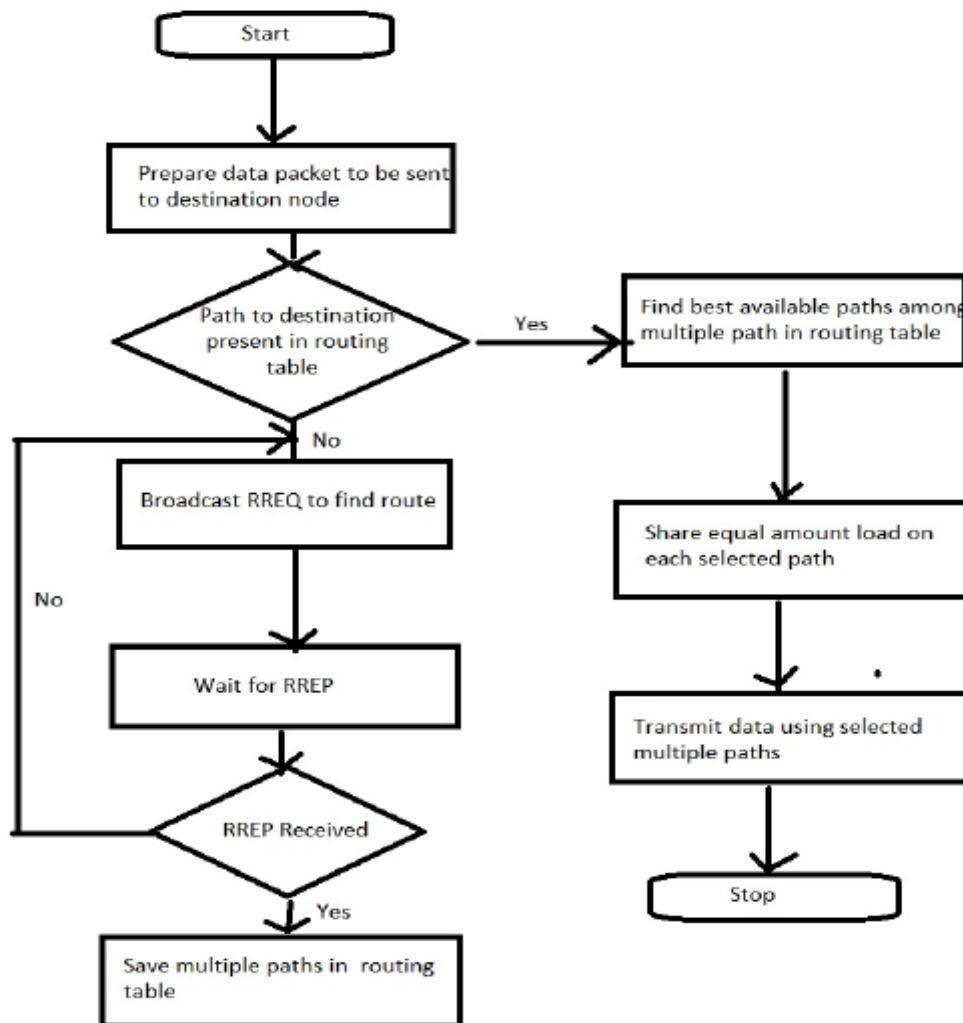 Start
Prepare data packet to be sent
to destination node
Path to destination
present in routing
table
Yes
Find best available paths among
multiple path in routing table
No
Broadcast RREQ to find route
Share equal amount load on
each selected path
No
Wait for RREP
Transmit data using selected
multiple paths
RREP Received
Stop
Yes
Save multiple paths in routing
table